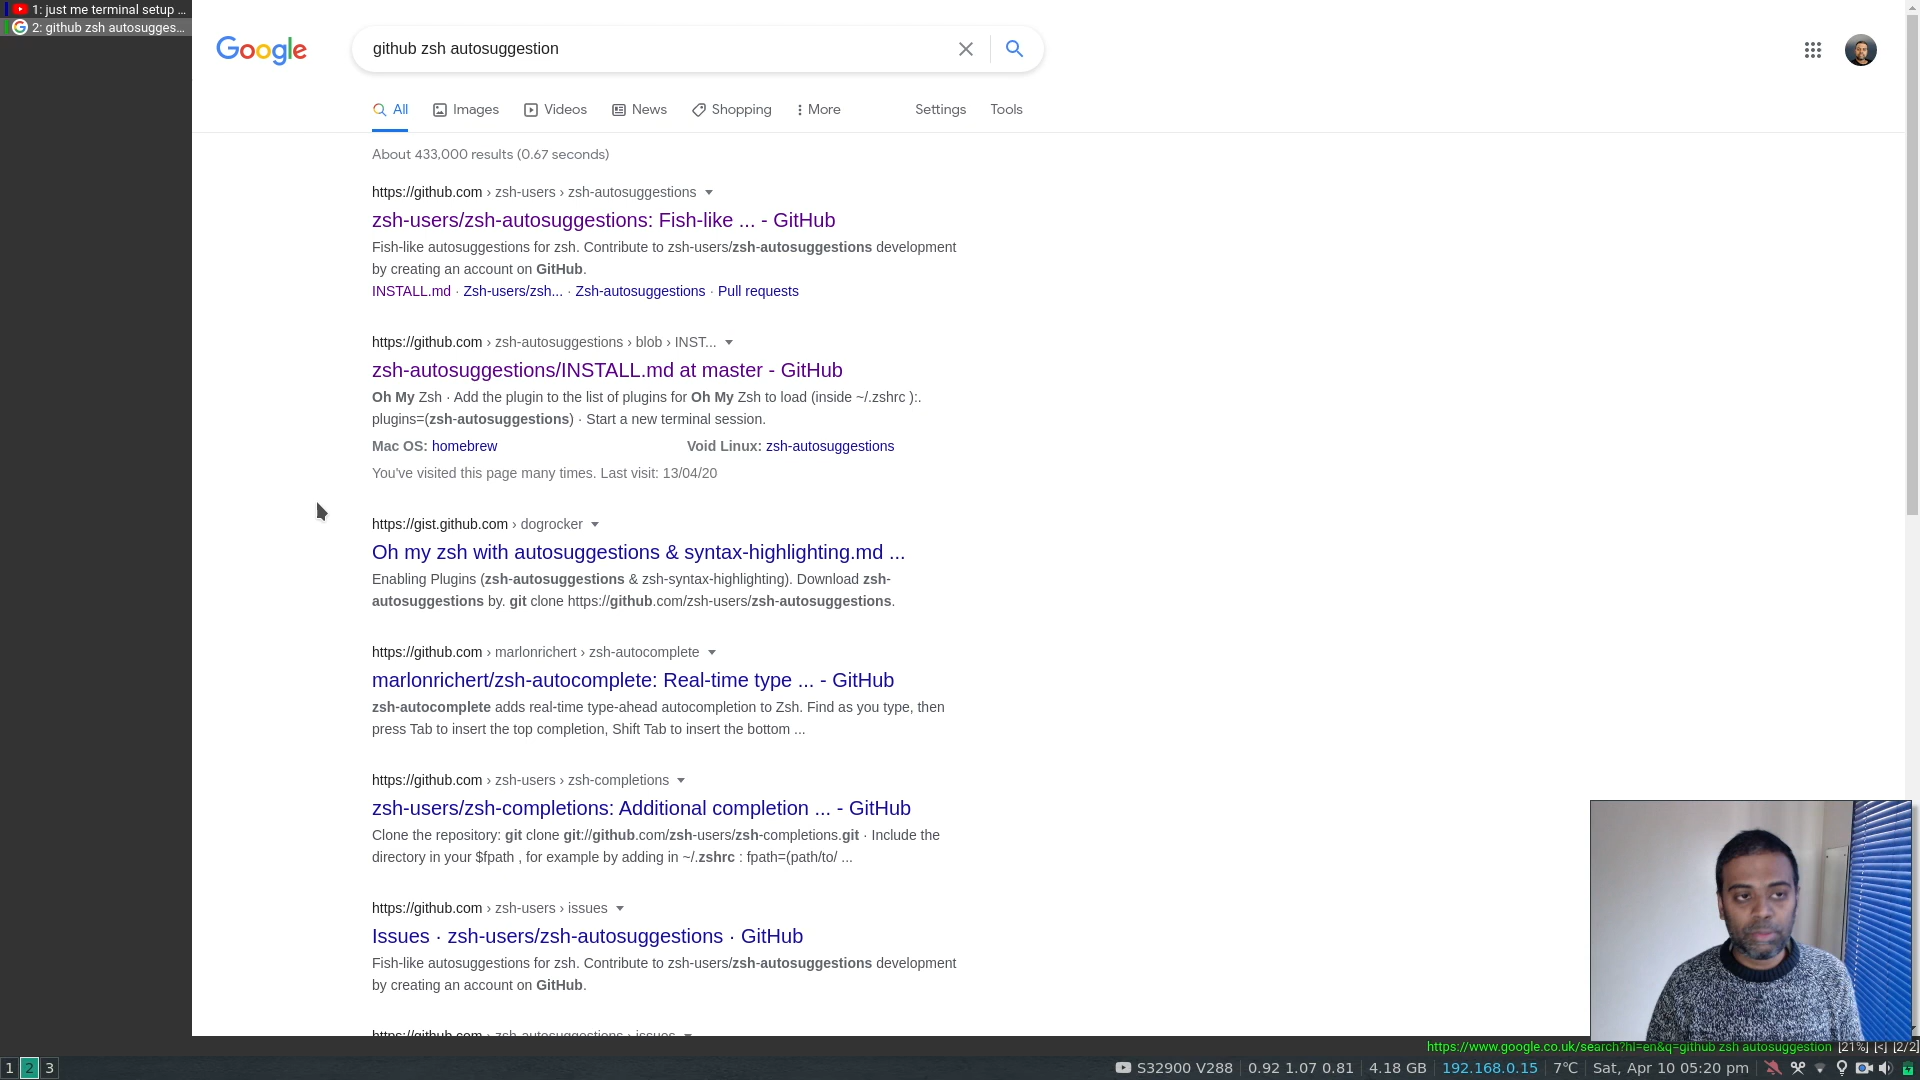 1: just me terminal setup ...
2: github zsh autosugges...
Google
github zsh autosuggestion
All Images Videos News Shopping More Settings Tools
About 433,000 results (0.67 seconds)
https://github.com › zsh-users › zsh-autosuggestions
zsh-users/zsh-autosuggestions: Fish-like ... - GitHub
Fish-like autosuggestions for zsh. Contribute to zsh-users/zsh-autosuggestions development
by creating an account on GitHub.
INSTALL.md · Zsh-users/zsh... · Zsh-autosuggestions · Pull requests
https://github.com › zsh-autosuggestions › blob › INST...
zsh-autosuggestions/INSTALL.md at master - GitHub
Oh My Zsh · Add the plugin to the list of plugins for Oh My Zsh to load (inside ~/.zshrc ):.
plugins=(zsh-autosuggestions) · Start a new terminal session.
Mac OS: homebrew Void Linux: zsh-autosuggestions
You've visited this page many times. Last visit: 13/04/20
https://gist.github.com › dogrocker
Oh my zsh with autosuggestions & syntax-highlighting.md ...
Enabling Plugins (zsh-autosuggestions & zsh-syntax-highlighting). Download zsh-
autosuggestions by. git clone https://github.com/zsh-users/zsh-autosuggestions.
https://github.com › marlonrichert › zsh-autocomplete
marlonrichert/zsh-autocomplete: Real-time type ... - GitHub
zsh-autocomplete adds real-time type-ahead autocompletion to Zsh. Find as you type, then
press Tab to insert the top completion, Shift Tab to insert the bottom ...
https://github.com › zsh-users › zsh-completions
zsh-users/zsh-completions: Additional completion ... - GitHub
Clone the repository: git clone git://github.com/zsh-users/zsh-completions.git · Include the
directory in your $fpath , for example by adding in ~/.zshrc : fpath=(path/to/ ...
https://github.com › zsh-users › issues
Issues · zsh-users/zsh-autosuggestions · GitHub
Fish-like autosuggestions for zsh. Contribute to zsh-users/zsh-autosuggestions development
by creating an account on GitHub.
https://github.com › zsh-autosuggestions › issues
https://www.google.co.uk/search?hl=en&q=github zsh autosuggestion [21%] [<] [2/2]
1 2 3 S32900 V288 0.92 1.07 0.81 4.18 GB 192.168.0.15 7°C Sat, Apr 10 05:20 pm